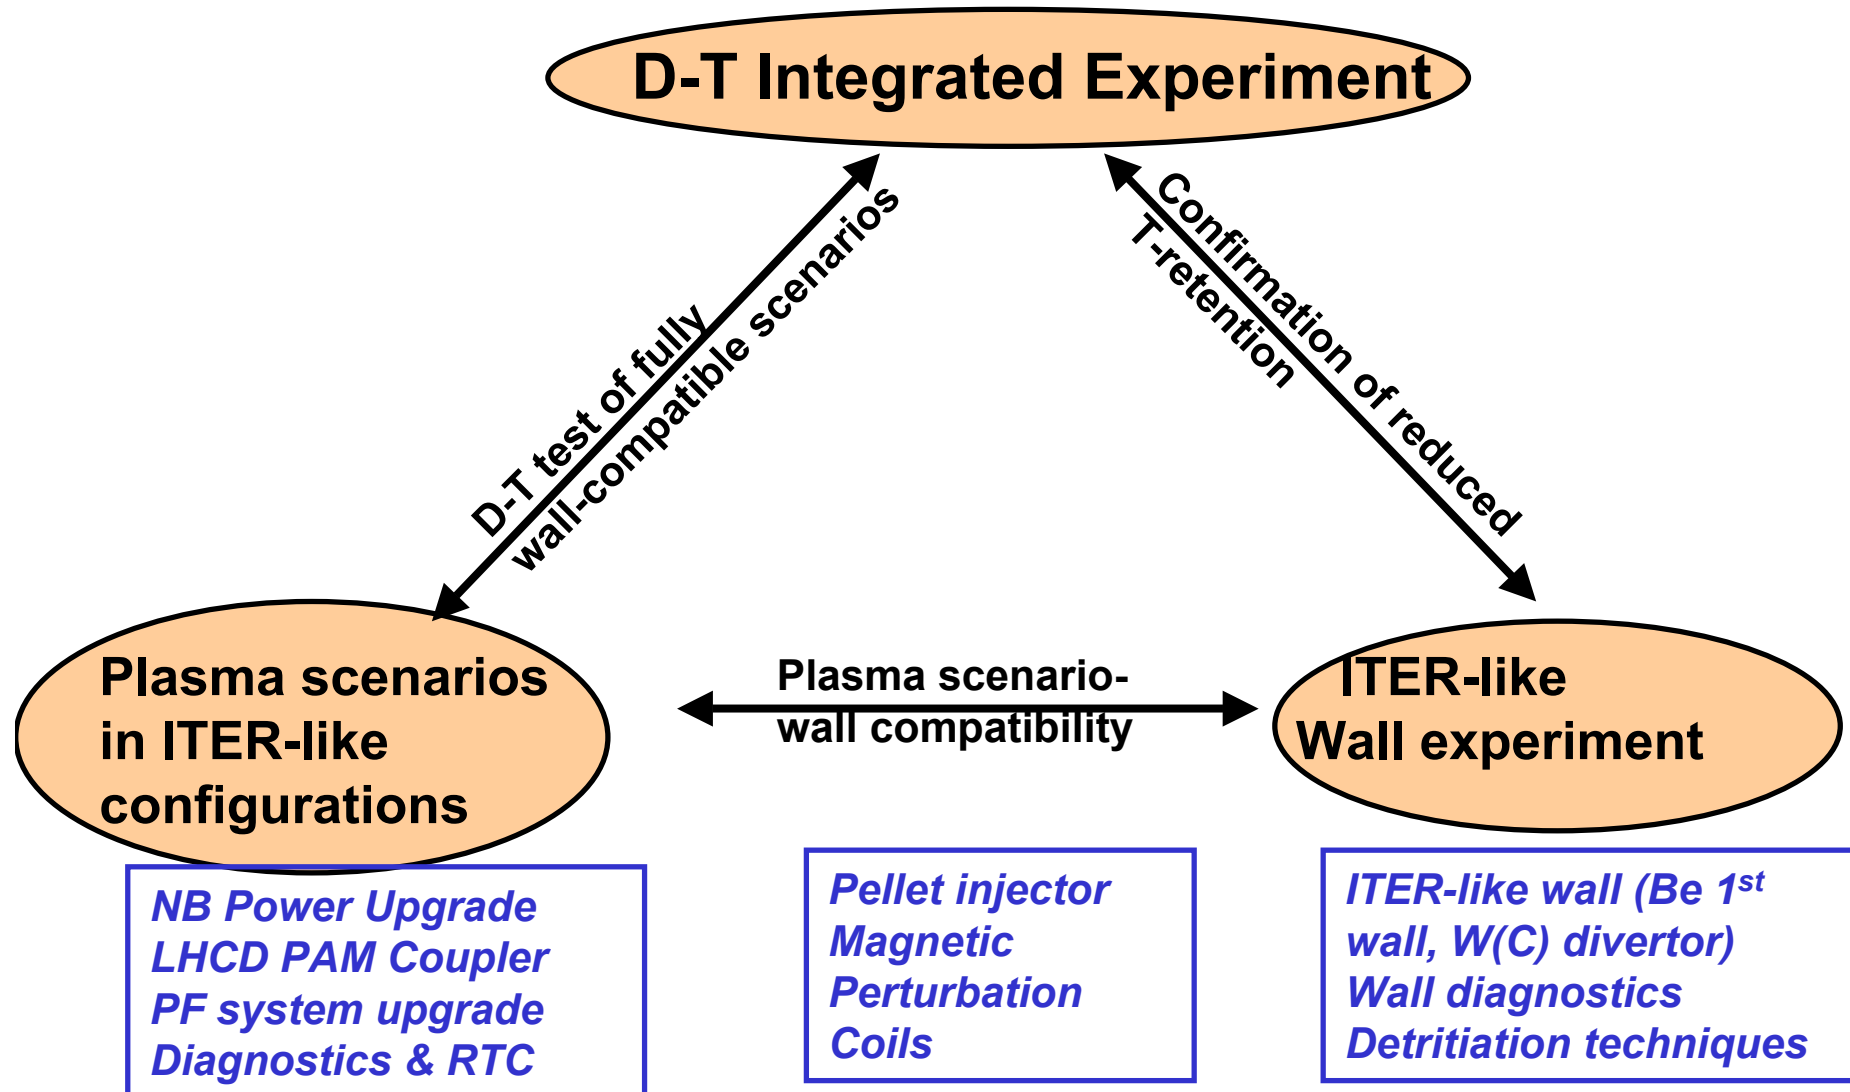 D-T Integrated Experiment
D-T test of fully
wall-compatible scenarios
Confirmation of reduced
T-retention
Plasma scenarios
in ITER-like
configurations
Plasma scenario-
wall compatibility
ITER-like
Wall experiment
NB Power Upgrade
LHCD PAM Coupler
PF system upgrade
Diagnostics & RTC
Pellet injector
Magnetic
Perturbation
Coils
ITER-like wall (Be 1st
wall, W(C) divertor)
Wall diagnostics
Detritiation techniques